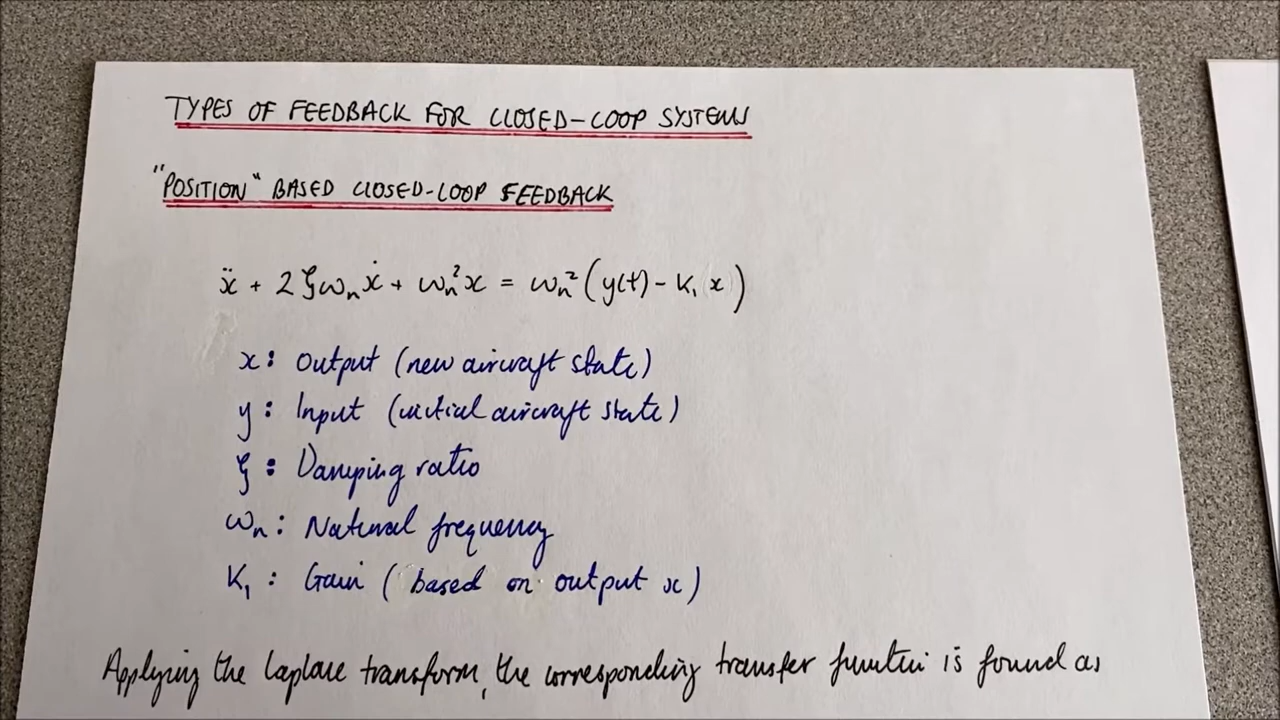 TYPES OF FEEDBACK FOR CLOSED-LOOP SYSTEMS
"POSITION" BASED CLOSED-LOOP FEEDBACK
ẍ + 2ζωₙẋ + ωₙ²x = ωₙ²(y(t) - K₁x)
x: Output (new aircraft state)
y: Input (initial aircraft state)
ζ: Damping ratio
ωₙ: Natural frequency
K₁: Gain (based on output x)
Applying the Laplace transform, the corresponding transfer function is found as